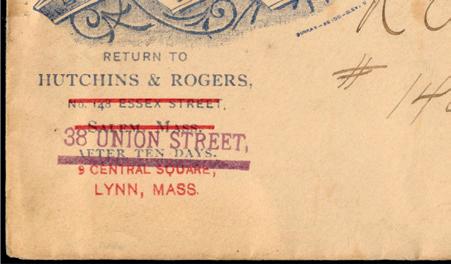 RETURN TO
HUTCHINS & ROGERS,
No. 148 ESSEX STREET,
SALEM, MASS.
38 UNION STREET,
AFTER TEN DAYS.
9 CENTRAL SQUARE,
LYNN, MASS.
#